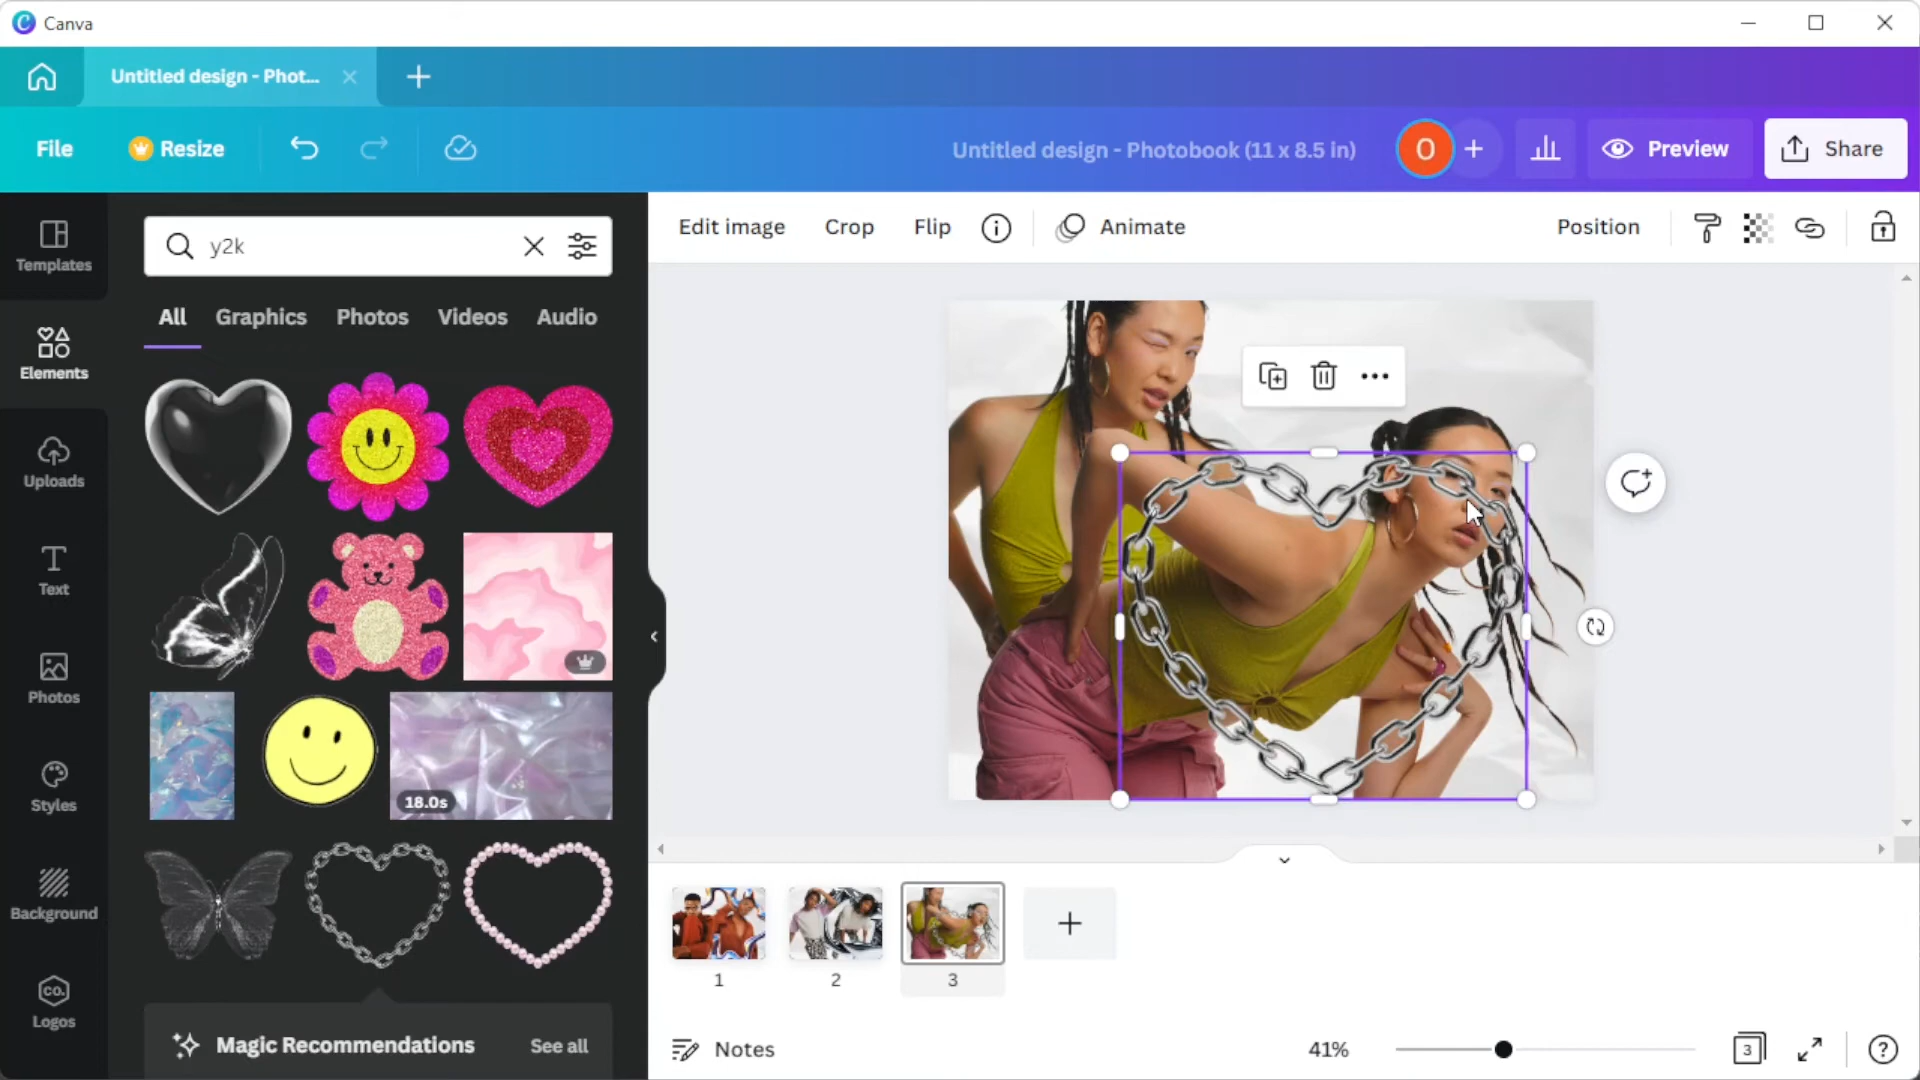 Canva
Untitled design - Phot...
File
Resize
Untitled design - Photobook (11 x 8.5 in)
O
Preview
Share
Templates
Elements
Uploads
Text
Photos
Styles
Background
CO.
Logos
y2k
All
Graphics
Photos
Videos
Audio
18.0s
Magic Recommendations
See all
Edit image
Crop
Flip
Animate
Position
1
2
3
Notes
41%
3